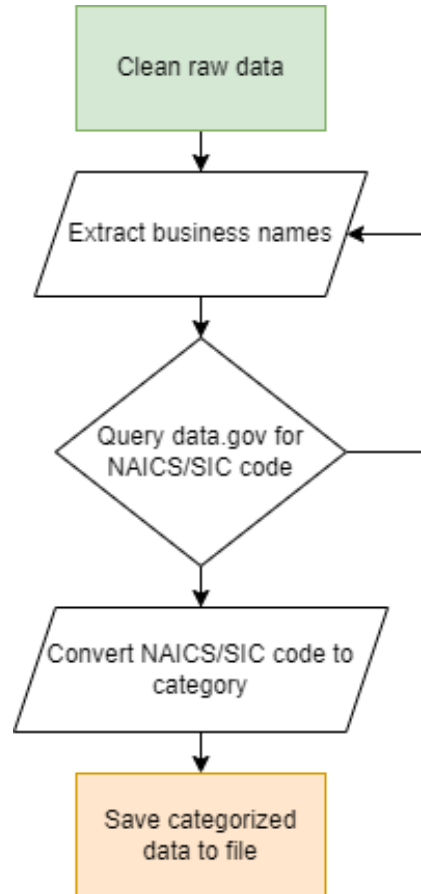 Clean raw data
Extract business names
Query data.gov for
NAICS/SIC code
Convert NAICS/SIC code to
category
Save categorized
data to file